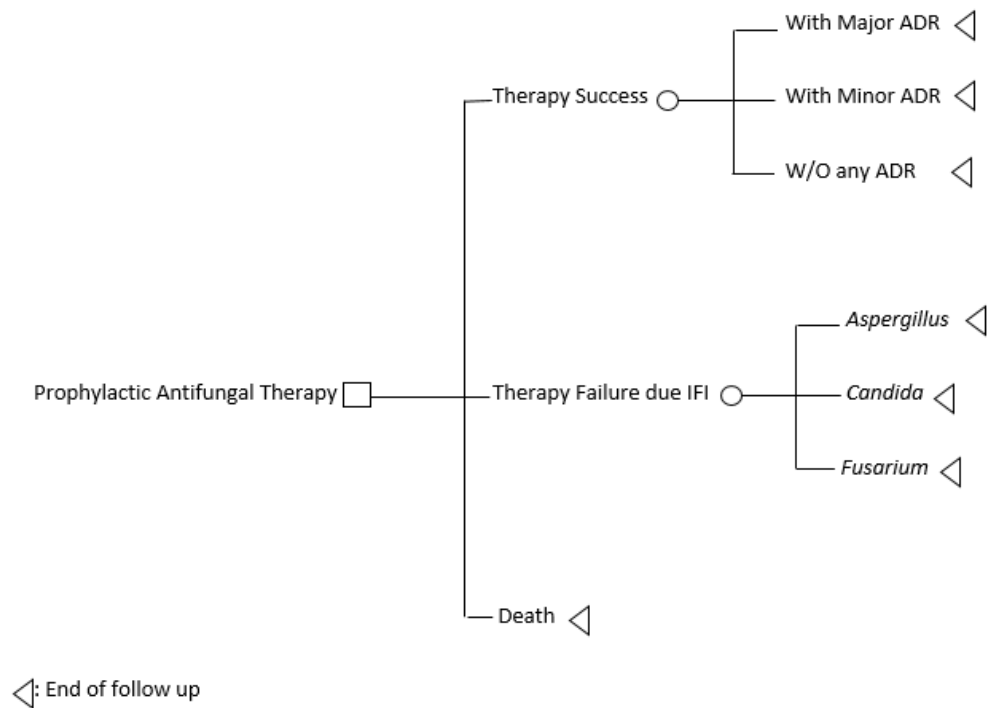 With Major ADR
Therapy Success
With Minor ADR
W/O any ADR
Aspergillus
Prophylactic Antifungal Therapy
Therapy Failure due IFI
Candida
Fusarium
Death
: End of follow up